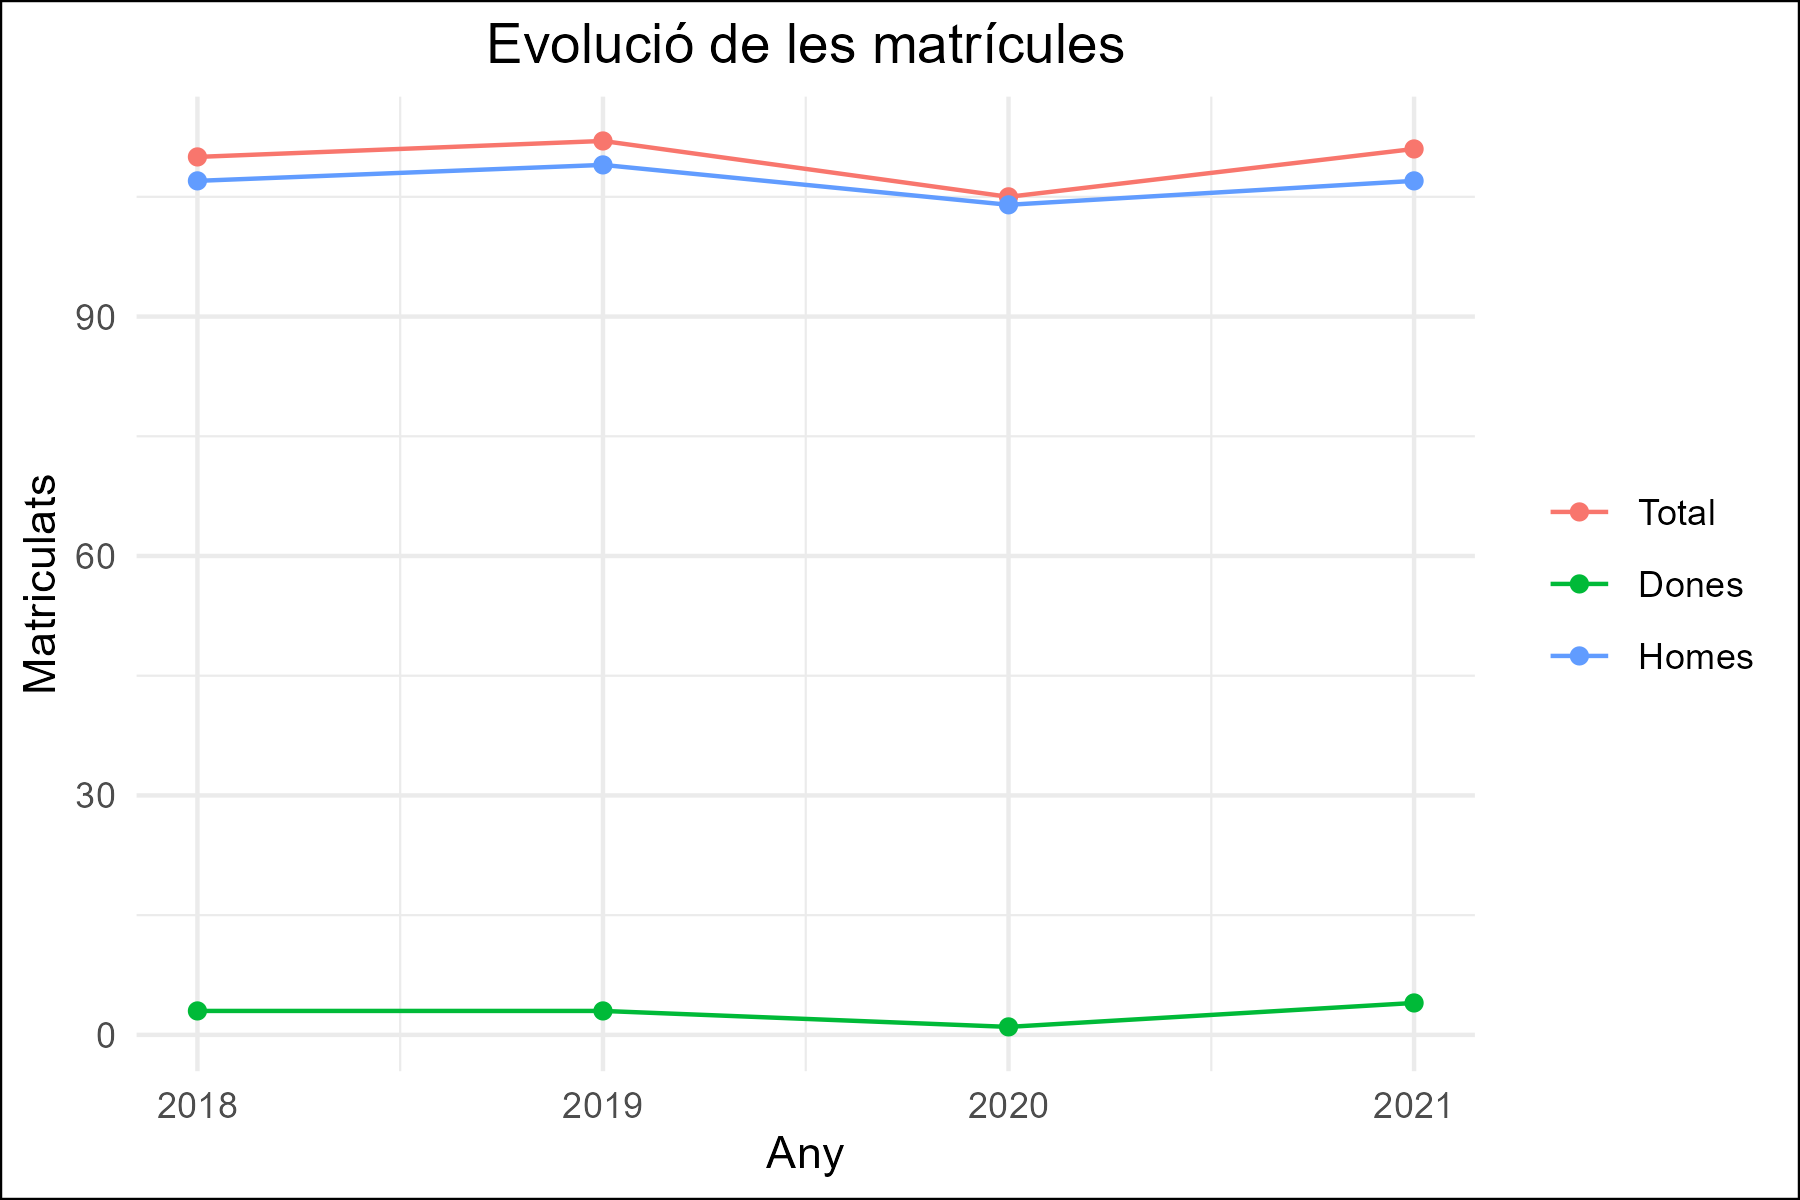 Evolució de les matrícules
Matriculats
90
60
30
0
2018 2019 2020 2021
Any
Total
Dones
Homes